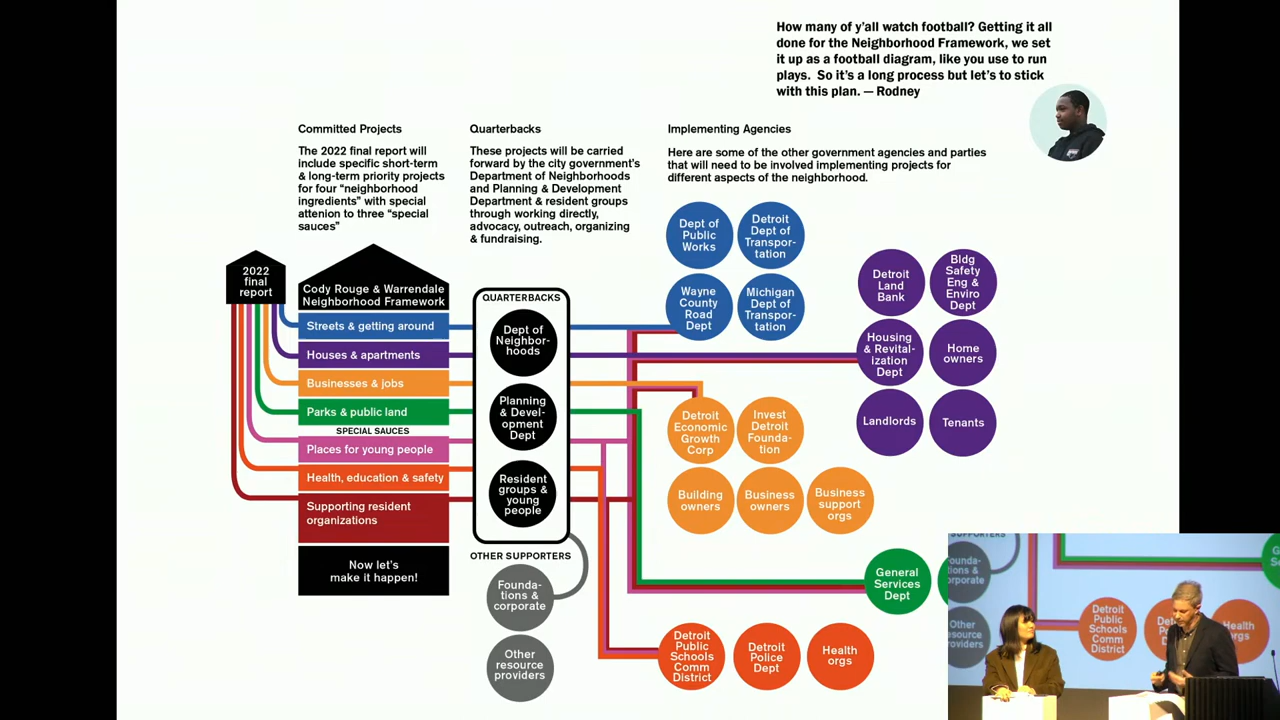 How many of y'all watch football? Getting it all
done for the Neighborhood Framework, we set
it up as a football diagram, like you use to run
plays. So it's a long process but let's to stick
with this plan. — Rodney
Committed Projects
The 2022 final report will
include specific short-term
& long-term priority projects
for four “neighborhood
ingredients” with special
attenion to three “special
sauces”
Quarterbacks
These projects will be carried
forward by the city government's
Department of Neighborhoods
and Planning & Development
Department & resident groups
through working directly,
advocacy, outreach, organizing
& fundraising.
Implementing Agencies
Here are some of the other government agencies and parties
that will need to be involved implementing projects for
different aspects of the neighborhood.
2022
final
report
Cody Rouge & Warrendale
Neighborhood Framework
Streets & getting around
Houses & apartments
Businesses & jobs
Parks & public land
SPECIAL SAUCES
Places for young people
Health, education & safety
Supporting resident
organizations
Now let's
make it happen!
QUARTERBACKS
Dept of
Neighbor-
hoods
Planning
& Devel-
opment
Dept
Resident
groups &
young
people
OTHER SUPPORTERS
Founda-
tions &
corporate
Other
resource
providers
Dept of
Public
Works
Detroit
Dept of
Transpor-
tation
Wayne
County
Road
Dept
Michigan
Dept of
Transpor-
tation
Detroit
Land
Bank
Bldg
Safety
Eng &
Enviro
Dept
Housing
& Revital-
ization
Dept
Home
owners
Landlords
Tenants
Detroit
Economic
Growth
Corp
Invest
Detroit
Founda-
tion
Building
owners
Business
owners
Business
support
orgs
General
Services
Dept
Detroit
Public
Schools
Comm
District
Detroit
Police
Dept
Health
orgs
Other
Detroit
Public
Schools
Comm
District
Health
orgs